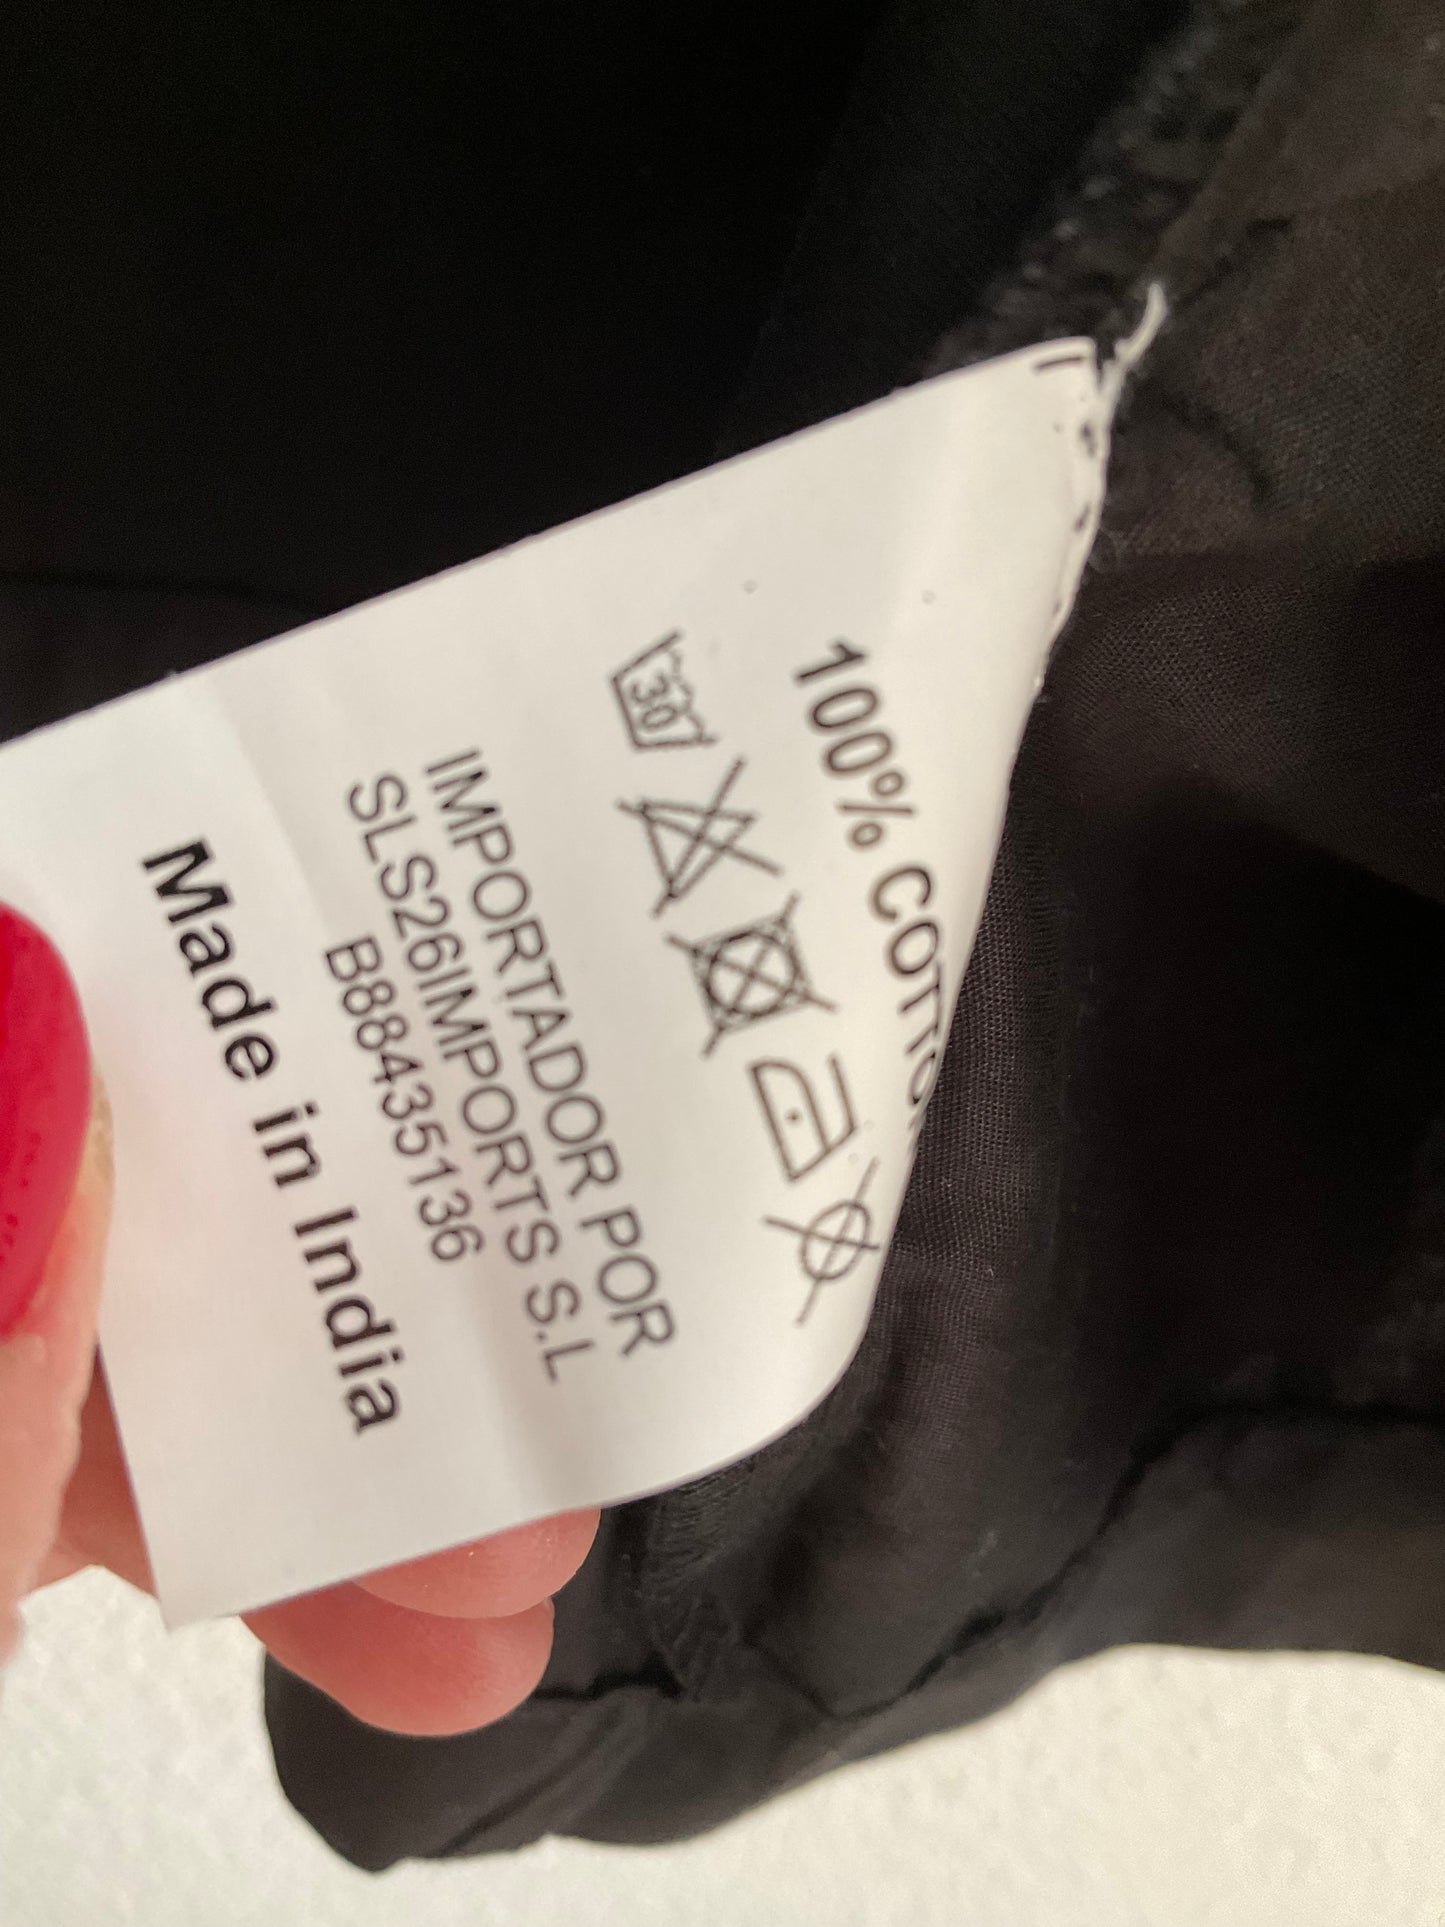 100% COTTO
30
IMPORTADOR POR
SLS26IMPORTS S.L
B88435136
Made in India